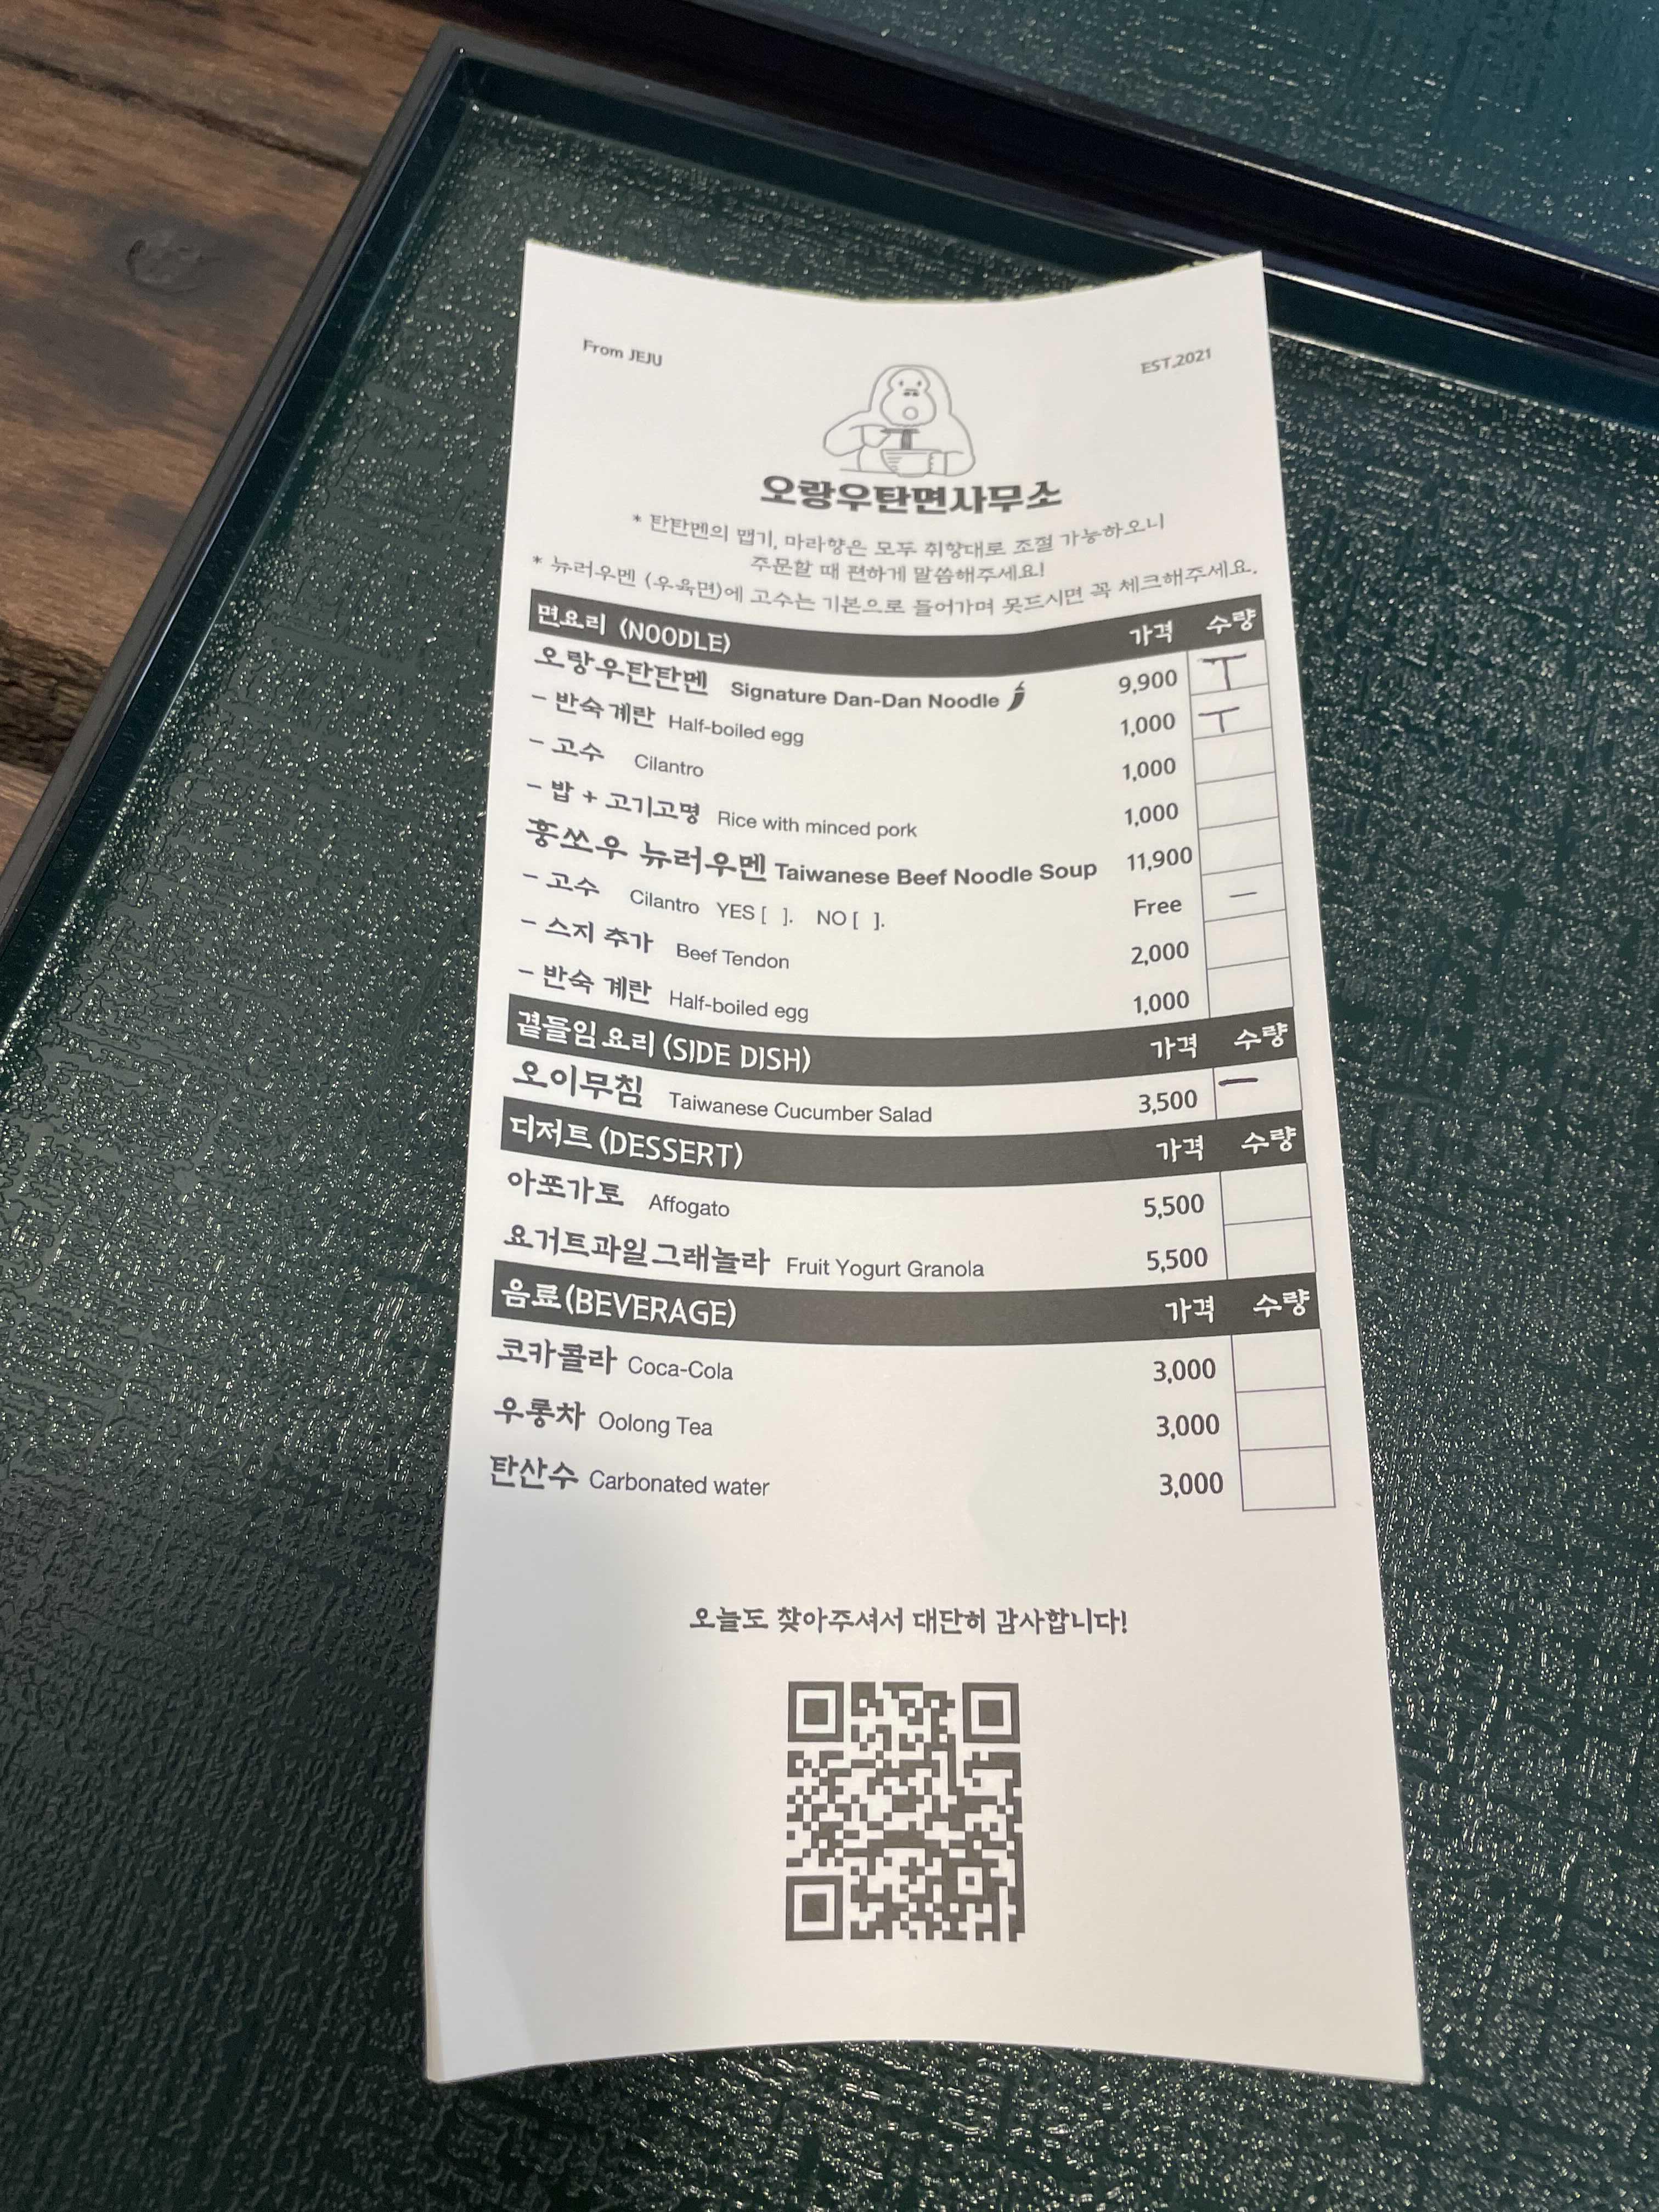 From JEJU
EST.2021
오랑우탄면사무소
* 탄탄멘의 맵기, 마라향은 모두 취향대로 조절 가능하오니
주문할 때 편하게 말씀해주세요!
* 뉴러우멘 (우육면)에 고수는 기본으로 들어가며 못드시면 꼭 체크해주세요.
면요리 (NOODLE) 가격 수량
오랑우탄탄멘 Signature Dan-Dan Noodle 9,900 T
- 반숙계란 Half-boiled egg 1,000 T
- 고수 Cilantro 1,000
- 밥 + 고기고명 Rice with minced pork 1,000
홍쏘우 뉴러우멘 Taiwanese Beef Noodle Soup 11,900
- 고수 Cilantro YES [ ]. NO [ ]. Free –
- 스지 추가 Beef Tendon 2,000
- 반숙 계란 Half-boiled egg 1,000
곁들임 요리 (SIDE DISH) 가격 수량
오이무침 Taiwanese Cucumber Salad 3,500 –
디저트 (DESSERT) 가격 수량
아포가토 Affogato 5,500
요거트과일그래놀라 Fruit Yogurt Granola 5,500
음료 (BEVERAGE) 가격 수량
코카콜라 Coca-Cola 3,000
우롱차 Oolong Tea 3,000
탄산수 Carbonated water 3,000
오늘도 찾아주셔서 대단히 감사합니다!